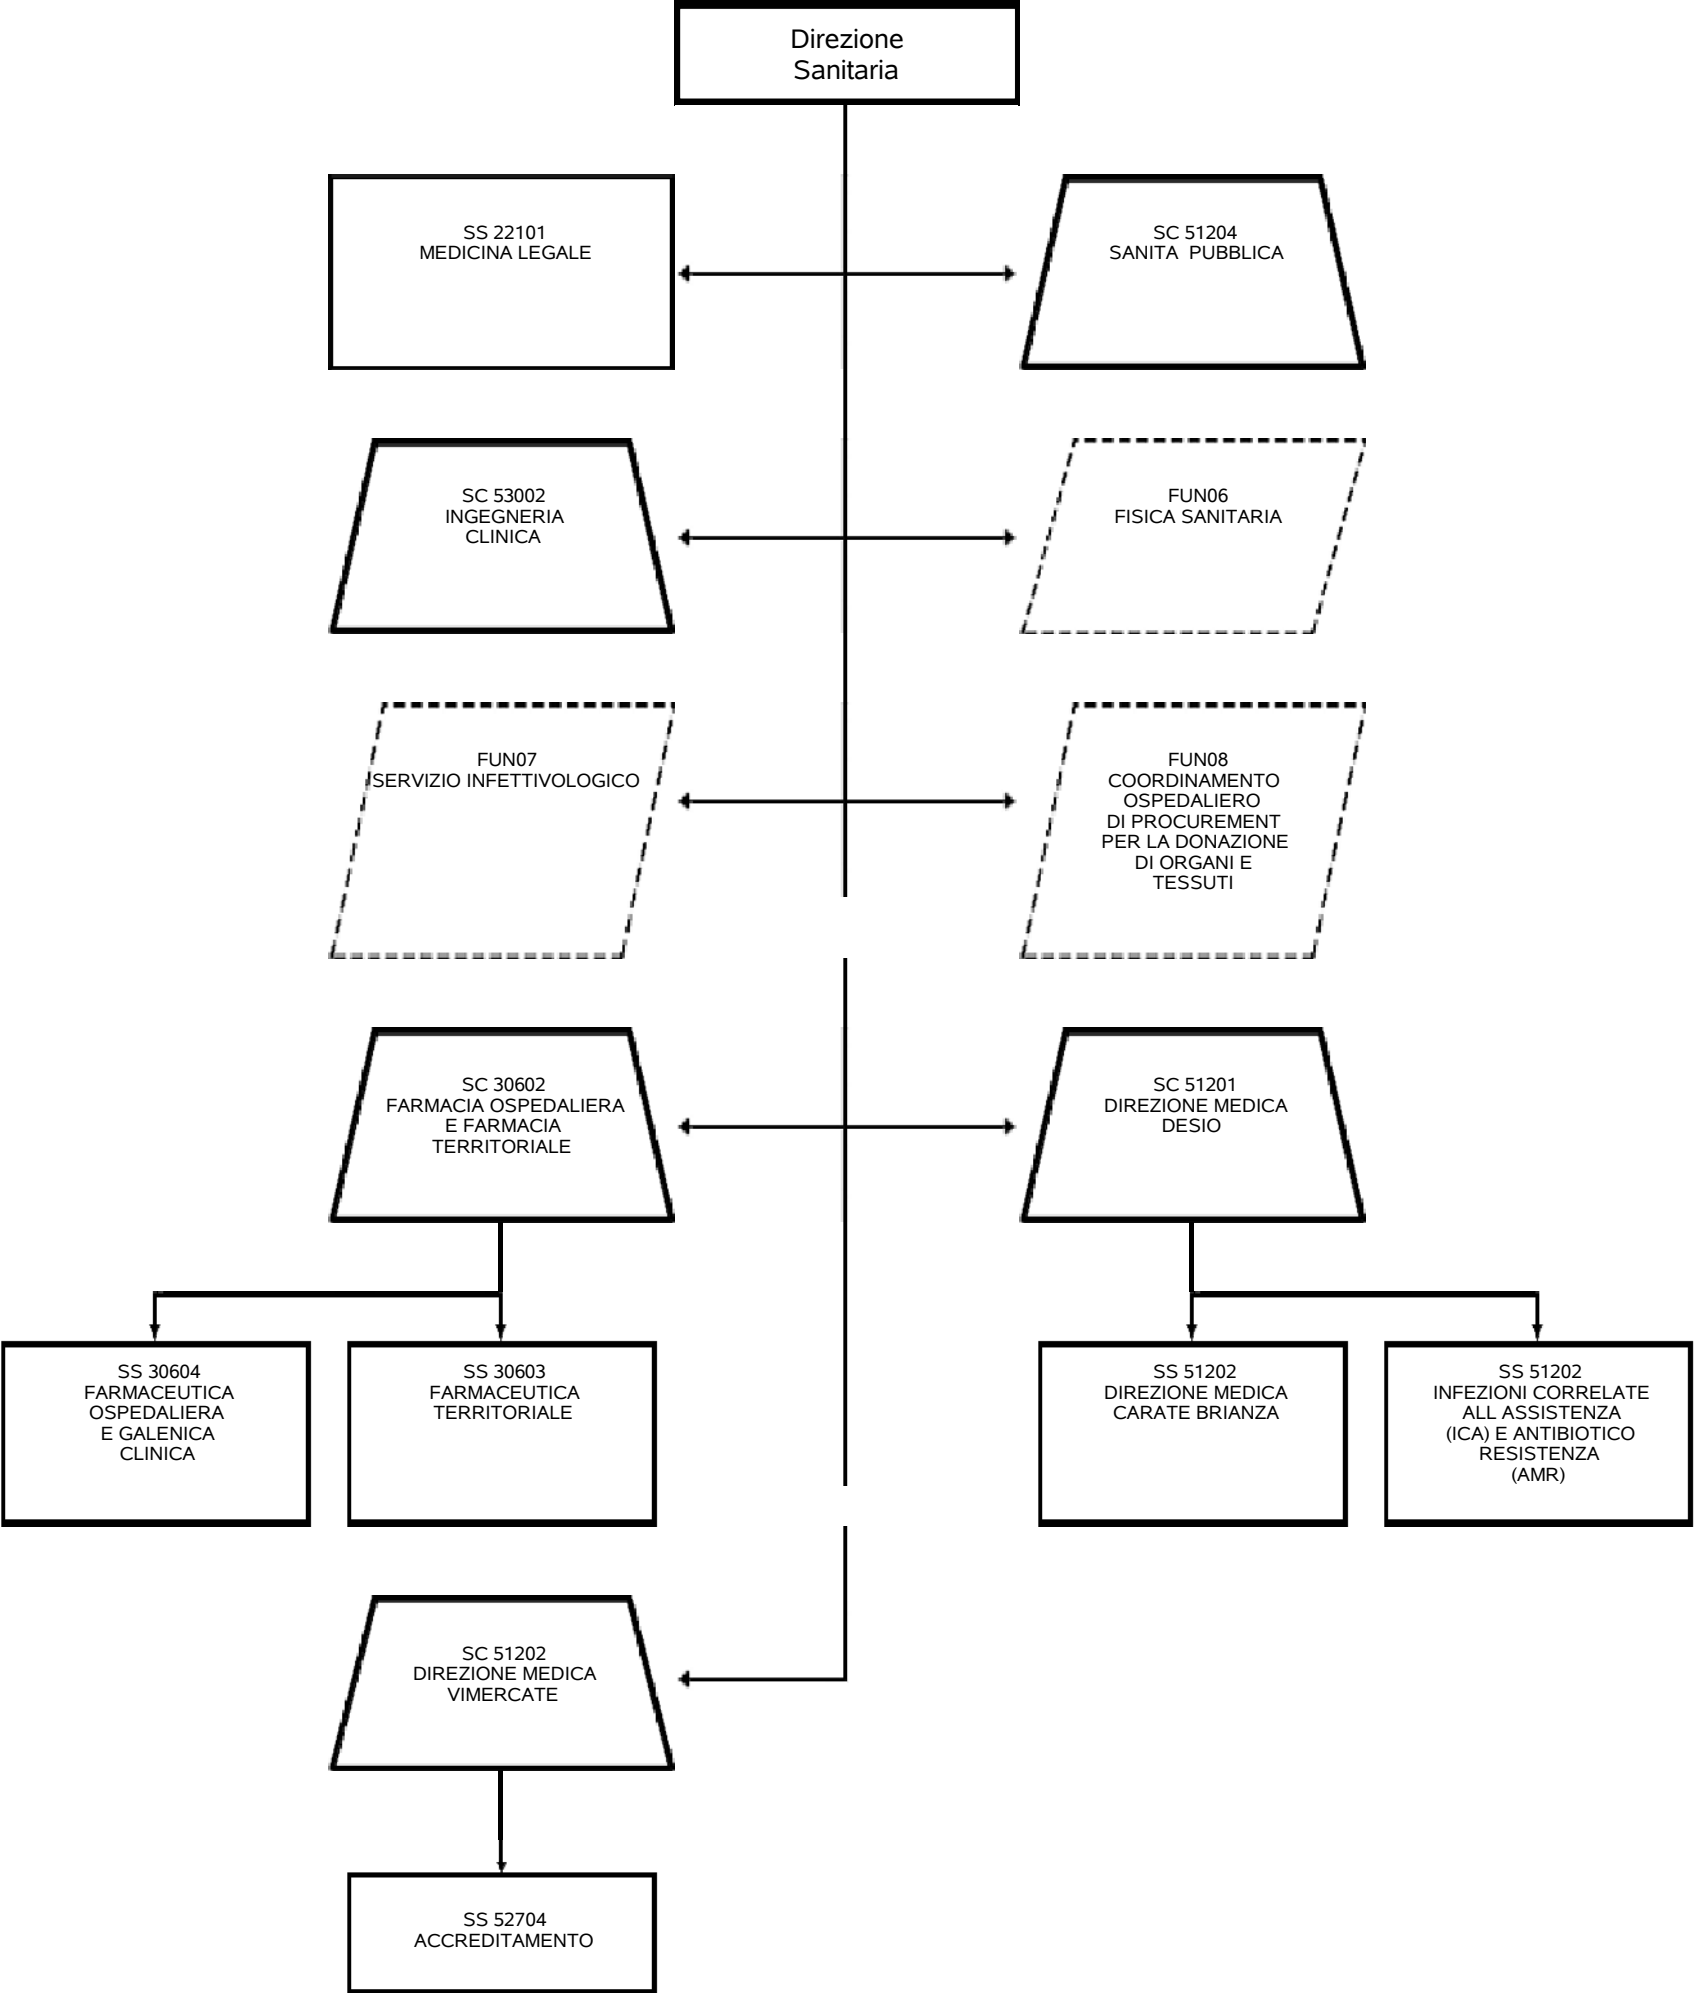 Direzione
Sanitaria
SS 22101
MEDICINA LEGALE
SC 51204
SANITA  PUBBLICA
SC 53002
INGEGNERIA
CLINICA
FUN06
FISICA SANITARIA
FUN07
SERVIZIO INFETTIVOLOGICO
FUN08
COORDINAMENTO
OSPEDALIERO
DI PROCUREMENT
PER LA DONAZIONE
DI ORGANI E
TESSUTI
SC 30602
FARMACIA OSPEDALIERA
E FARMACIA
TERRITORIALE
SC 51201
DIREZIONE MEDICA
DESIO
SS 30604
FARMACEUTICA
OSPEDALIERA
E GALENICA
CLINICA
SS 30603
FARMACEUTICA
TERRITORIALE
SS 51202
DIREZIONE MEDICA
CARATE BRIANZA
SS 51202
INFEZIONI CORRELATE
ALL ASSISTENZA
(ICA) E ANTIBIOTICO
RESISTENZA
(AMR)
SC 51202
DIREZIONE MEDICA
VIMERCATE
SS 52704
ACCREDITAMENTO